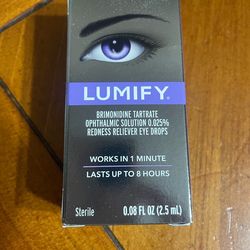 LUMIFY.
BRIMONIDINE TARTRATE
OPHTHALMIC SOLUTION 0.025%
REDNESS RELIEVER EYE DROPS
WORKS IN 1 MINUTE
LASTS UP TO 8 HOURS
Sterile
0.08 FL OZ (2.5 mL)